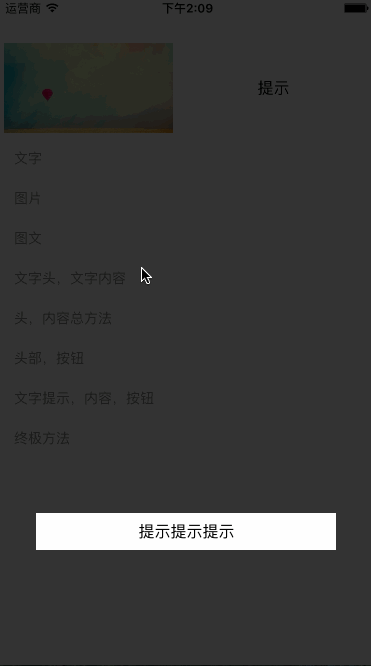 运营商 下午2:09
提示
文字
图片
图文
文字头，文字内容
头，内容总方法
头部，按钮
文字提示，内容，按钮
终极方法
提示提示提示